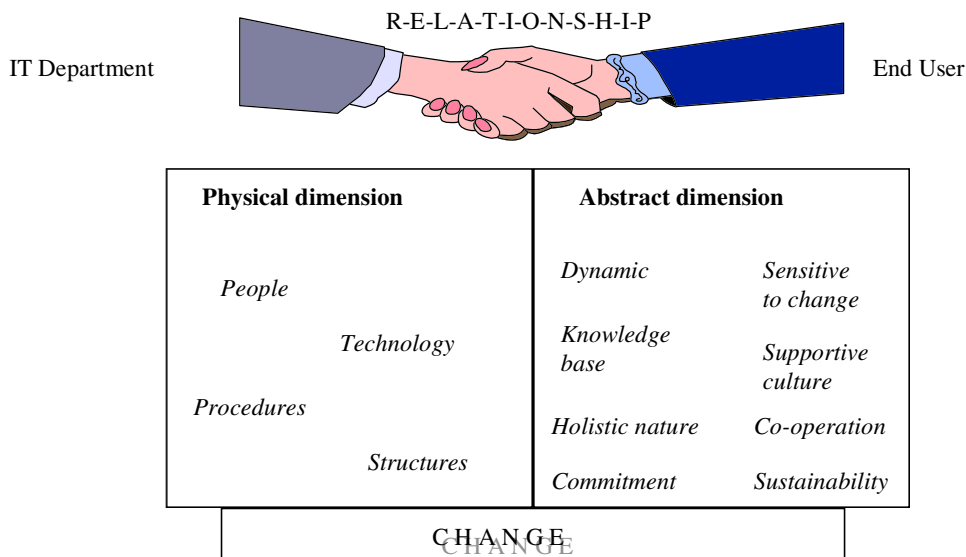 R-E-L-A-T-I-O-N-S-H-I-P
IT Department
End User
Physical dimension
People
Technology
Procedures
Structures
Abstract dimension
Dynamic
Sensitive
to change
Knowledge
base
Supportive
culture
Holistic nature
Co-operation
Commitment
Sustainability
C H A N G E
C H A N G E